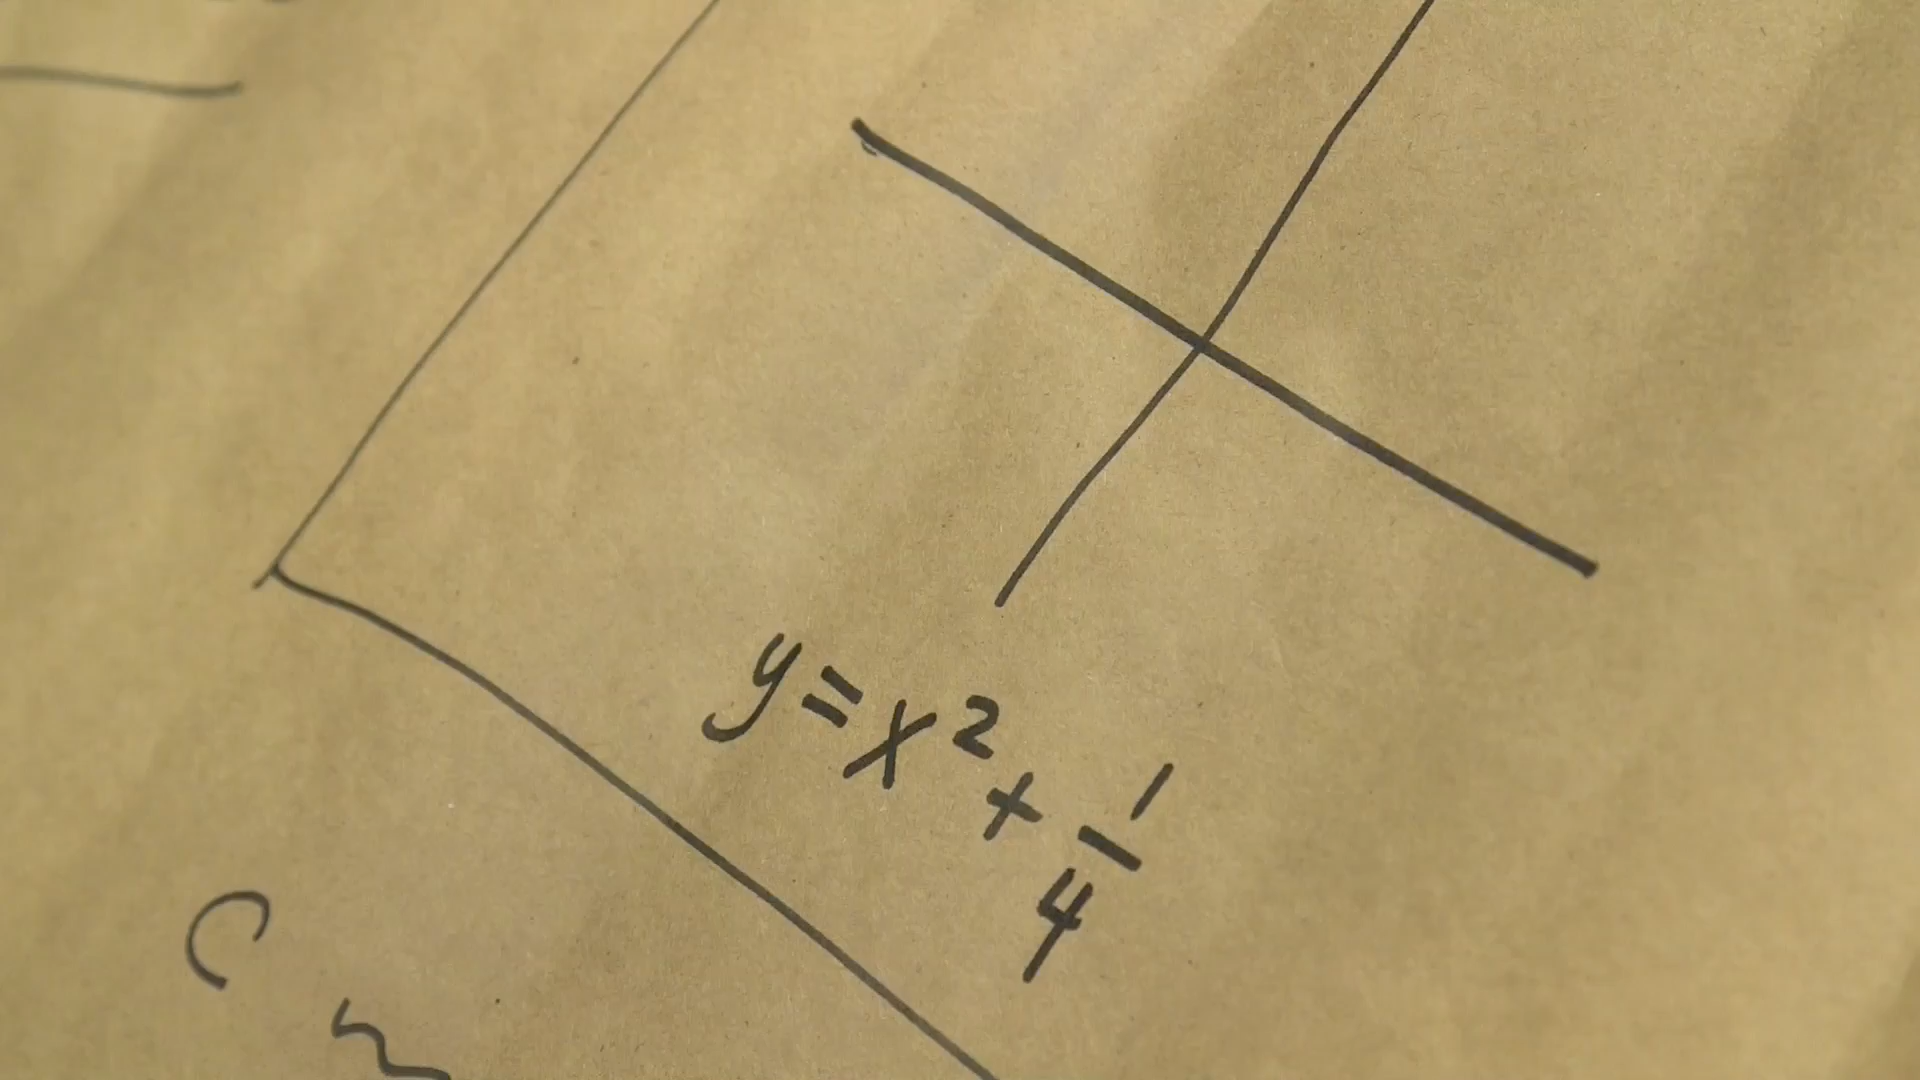 y = x² + 1/4